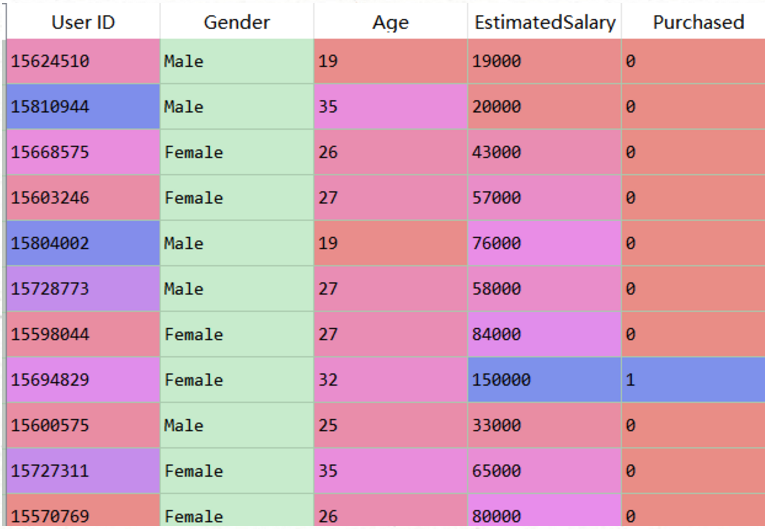 User ID Gender Age EstimatedSalary Purchased
15624510 Male 19 19000 0
15810944 Male 35 20000 0
15668575 Female 26 43000 0
15603246 Female 27 57000 0
15804002 Male 19 76000 0
15728773 Male 27 58000 0
15598044 Female 27 84000 0
15694829 Female 32 150000 1
15600575 Male 25 33000 0
15727311 Female 35 65000 0
15570769 Female 26 80000 0